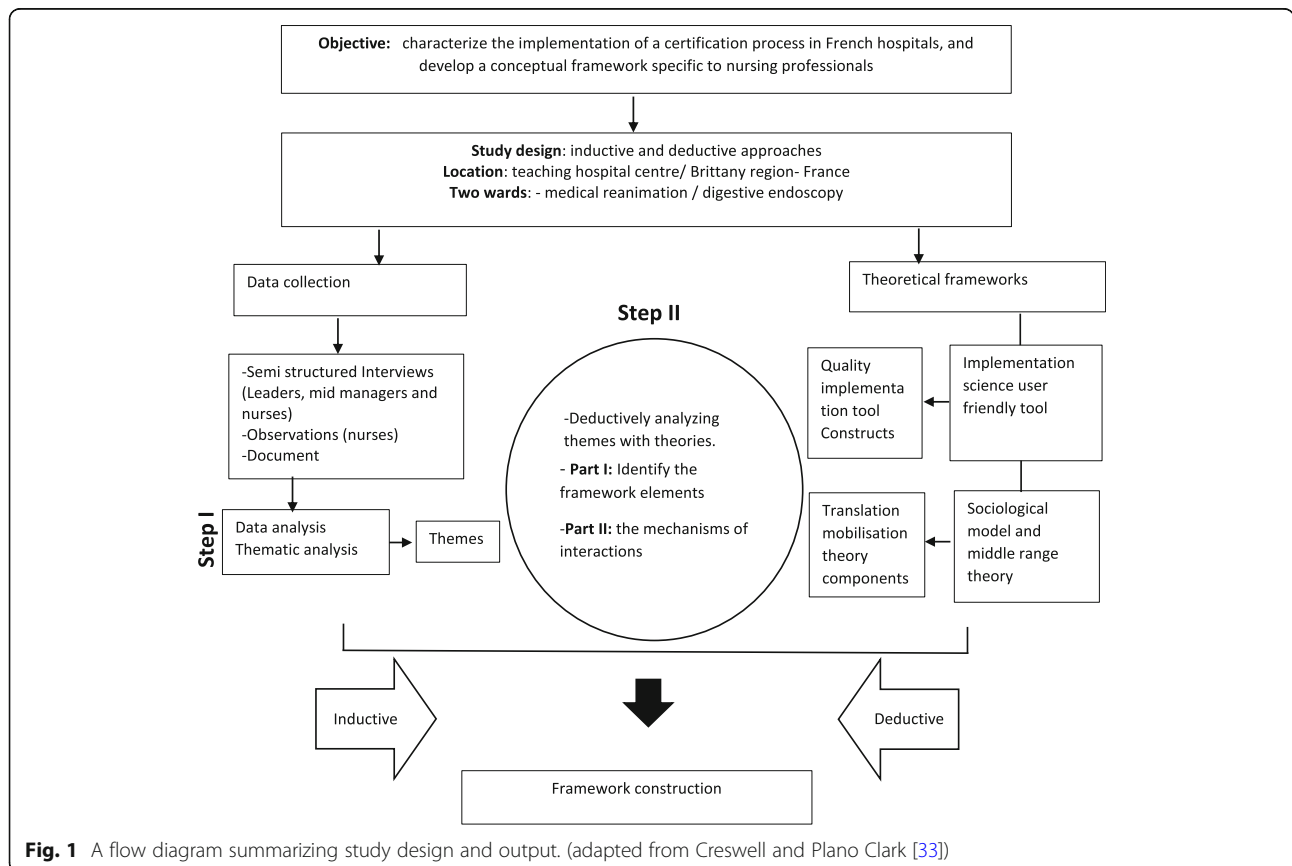 Objective: characterize the implementation of a certification process in French hospitals, and
develop a conceptual framework specific to nursing professionals
Study design: inductive and deductive approaches
Location: teaching hospital centre/ Brittany region- France
Two wards: - medical reanimation / digestive endoscopy
Data collection
-Semi structured Interviews
(Leaders, mid managers and
nurses)
-Observations (nurses)
-Document
Step I
Data analysis
Thematic analysis
Themes
Step II
-Deductively analyzing
themes with theories.
- Part I: Identify the
framework elements
-Part II: the mechanisms of
interactions
Theoretical frameworks
Implementation
science user
friendly tool
Quality
implementa
tion tool
Constructs
Sociological
model and
middle range
theory
Translation
mobilisation
theory
components
Inductive
Deductive
Framework construction
Fig. 1 A flow diagram summarizing study design and output. (adapted from Creswell and Plano Clark [33])